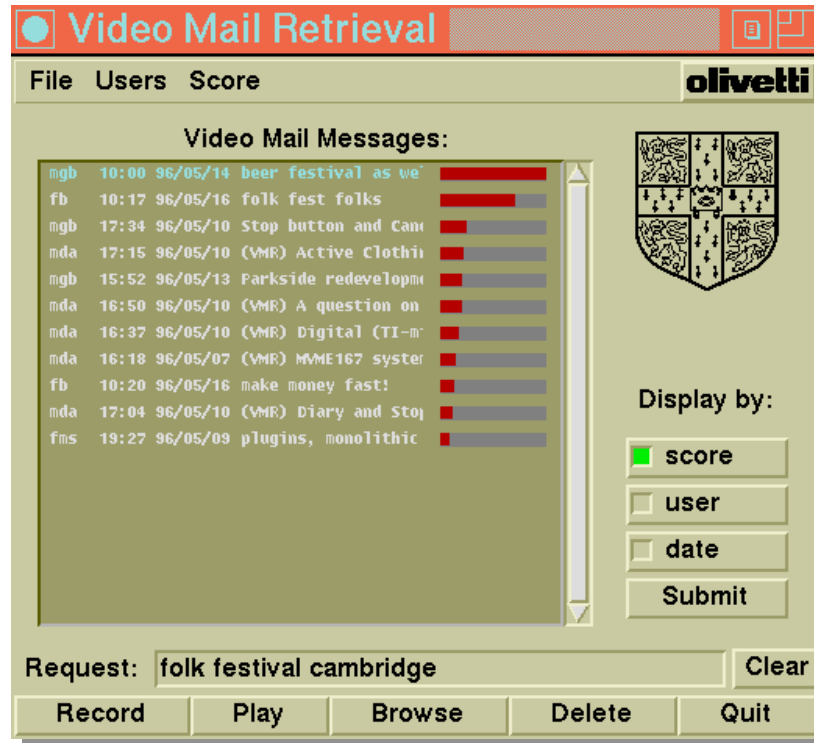 Video Mail Retrieval
File Users Score
olivetti
Video Mail Messages:
mgb 10:00 96/05/14 beer festival as we
fb 10:17 96/05/16 folk fest folks
mgb 17:34 96/05/10 Stop button and Canc
mda 17:15 96/05/10 (VMR) Active Clothin
mgb 15:52 96/05/13 Parkside redevelopme
mda 16:50 96/05/10 (VMR) A question on
mda 16:37 96/05/10 (VMR) Digital (TI-m
mda 16:18 96/05/07 (VMR) MVME167 system
fb 10:20 96/05/16 make money fast!
mda 17:04 96/05/10 (VMR) Diary and Stop
fms 19:27 96/05/09 plugins, monolithic
Display by:
score
user
date
Submit
Request: folk festival cambridge
Clear
Record Play Browse Delete Quit